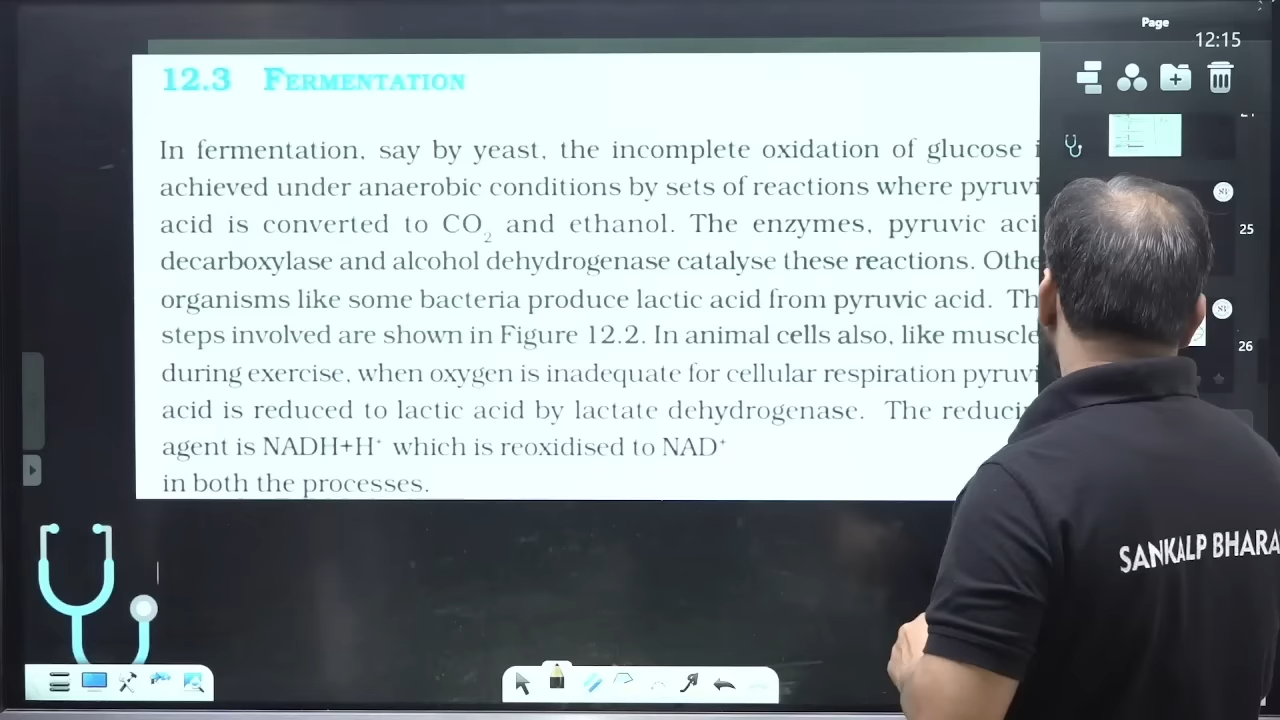 Page
12:15
12.3 FERMENTATION
In fermentation, say by yeast, the incomplete oxidation of glucose
achieved under anaerobic conditions by sets of reactions where pyruvi
acid is converted to CO₂ and ethanol. The enzymes, pyruvic aci
decarboxylase and alcohol dehydrogenase catalyse these reactions. Othe
organisms like some bacteria produce lactic acid from pyruvic acid. Th
steps involved are shown in Figure 12.2. In animal cells also, like muscle
during exercise, when oxygen is inadequate for cellular respiration pyruvi
acid is reduced to lactic acid by lactate dehydrogenase. The reduci
agent is NADH+H⁺ which is reoxidised to NAD⁺
in both the processes.
25
26
SANKALP BHARA